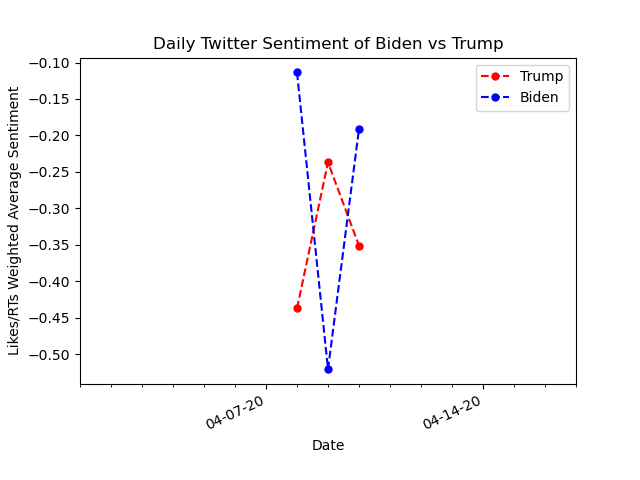 Daily Twitter Sentiment of Biden vs Trump
Likes/RTs Weighted Average Sentiment
−0.10
−0.15
−0.20
−0.25
−0.30
−0.35
−0.40
−0.45
−0.50
Trump
Biden
04-07-20
04-14-20
Date